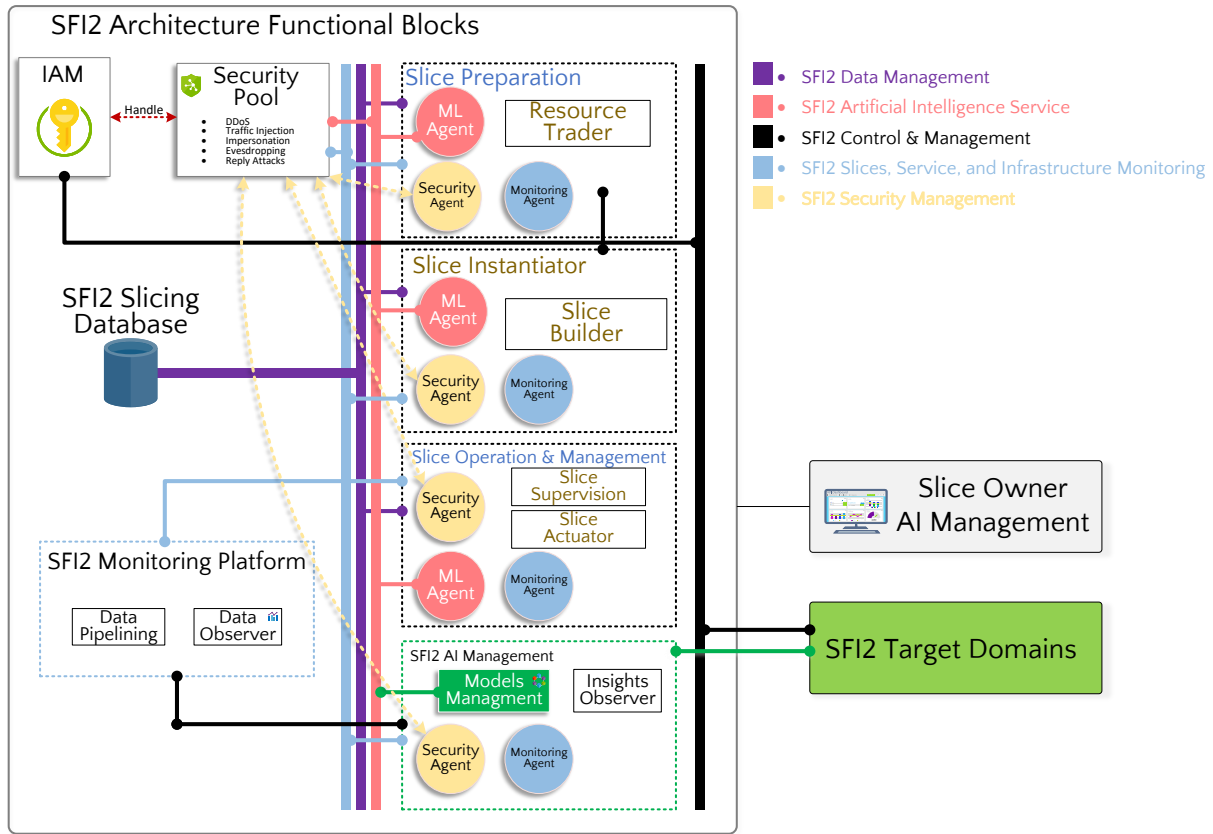 SFI2 Architecture Functional Blocks
IAM
Handle
Security
Pool
DDoS
Traffic Injection
Impersonation
Evesdropping
Reply Attacks
Slice Preparation
ML
Agent
Resource
Trader
Security
Agent
Monitoring
Agent
SFI2 Data Management
SFI2 Artificial Intelligence Service
SFI2 Control & Management
SFI2 Slices, Service, and Infrastructure Monitoring
SFI2 Security Management
SFI2 Slicing
Database
Slice Instantiator
ML
Agent
Slice
Builder
Security
Agent
Monitoring
Agent
Slice Operation & Management
Security
Agent
Slice
Supervision
Slice
Actuator
ML
Agent
Monitoring
Agent
SFI2 Monitoring Platform
Data
Pipelining
Data
Observer
SFI2 AI Management
Models
Managment
Insights
Observer
Security
Agent
Monitoring
Agent
Slice Owner
AI Management
SFI2 Target Domains